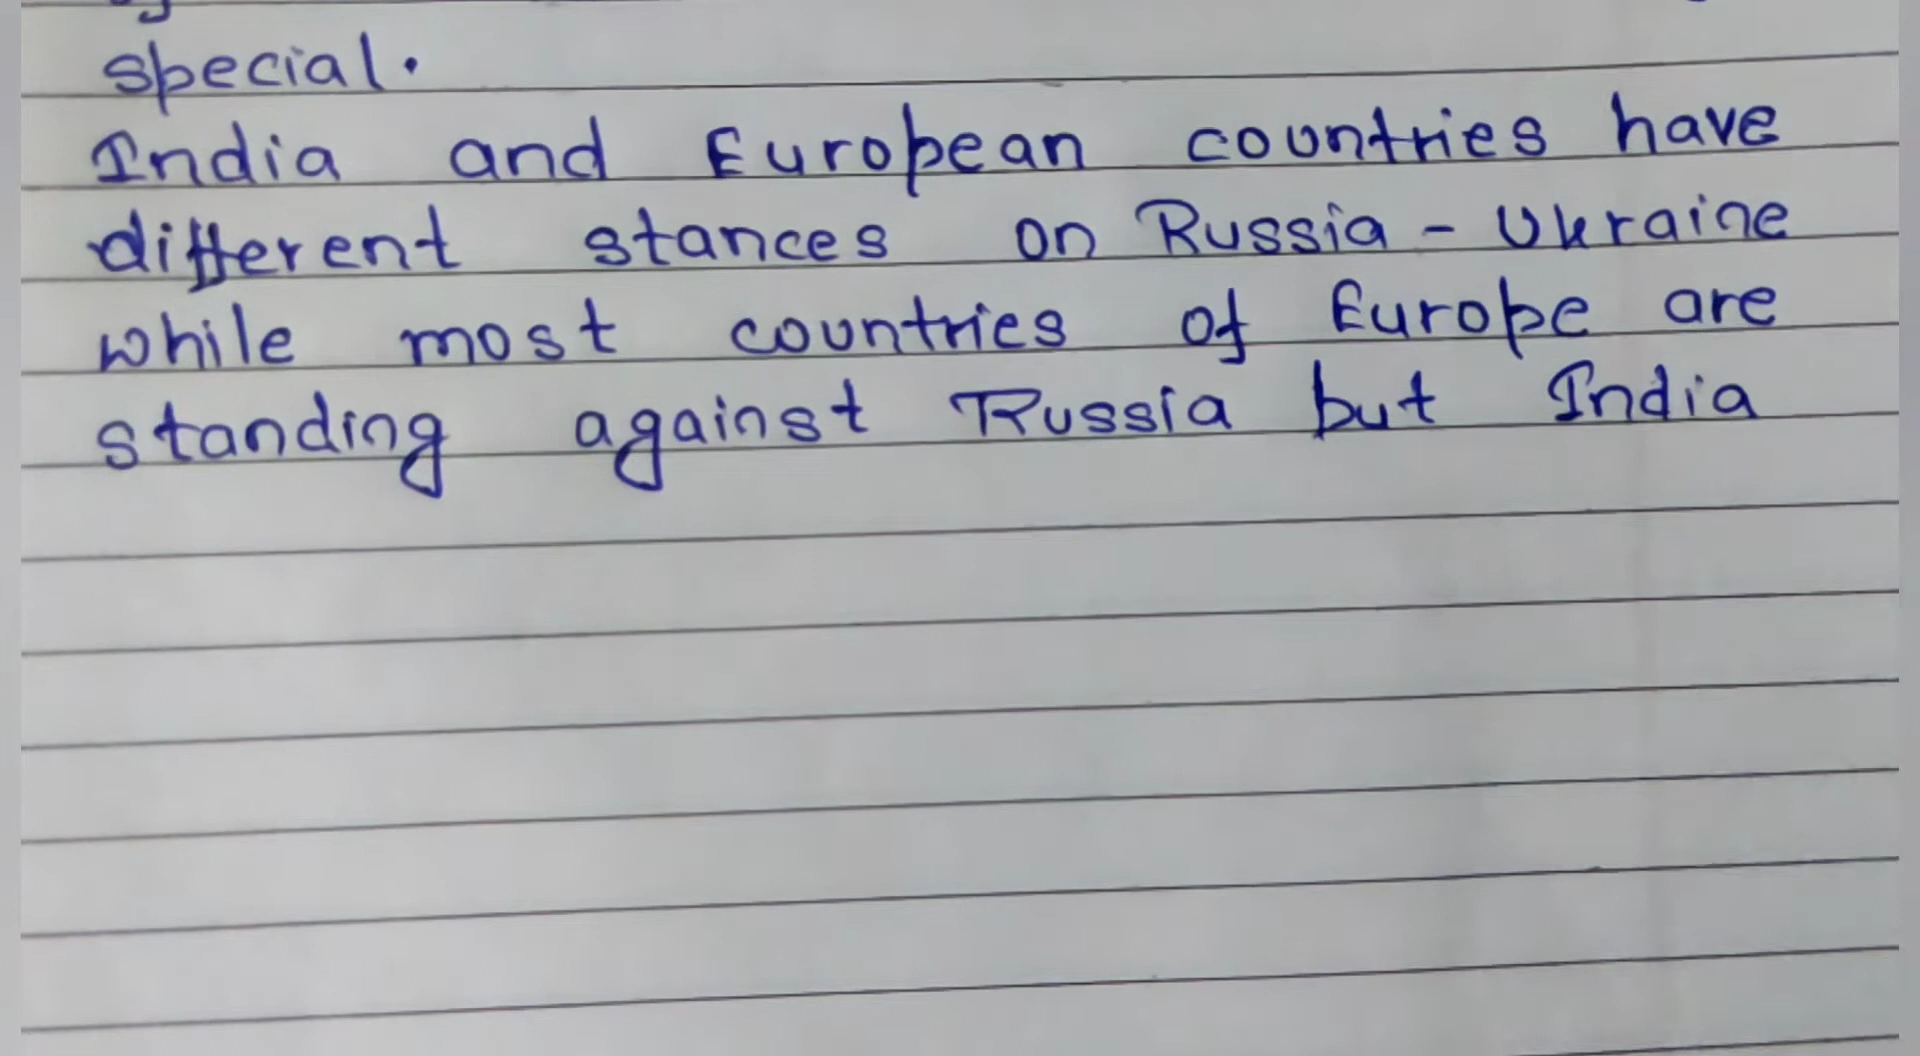 special.
India and European countries have
different stances on Russia - Ukraine
while most countries of Europe are
standing against Russia but India